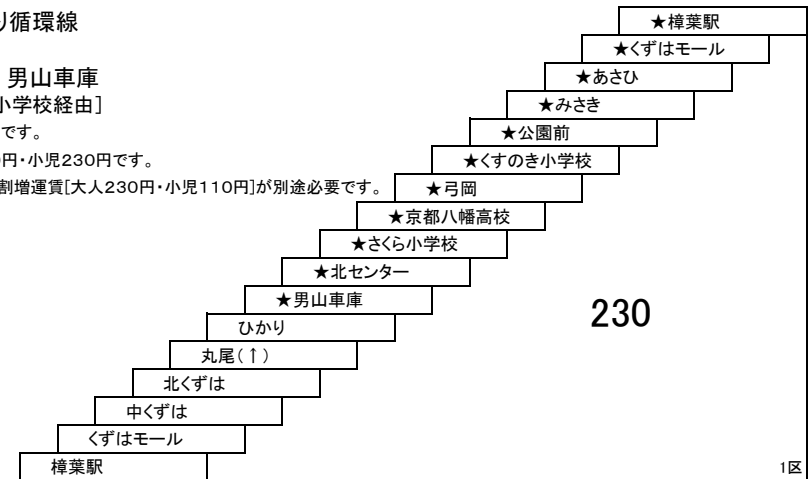 循環線
★樟葉駅
★くずはモール
男山車庫
★あさひ
小学校経由]
★みさき
です。
★公園前
円・小児230円です。
★くすのき小学校
割増運賃[大人230円・小児110円]が別途必要です。
★弓岡
★京都八幡高校
★さくら小学校
★北センター
★男山車庫
230
ひかり
丸尾(↑)
北くずは
中くずは
くずはモール
樟葉駅
1区